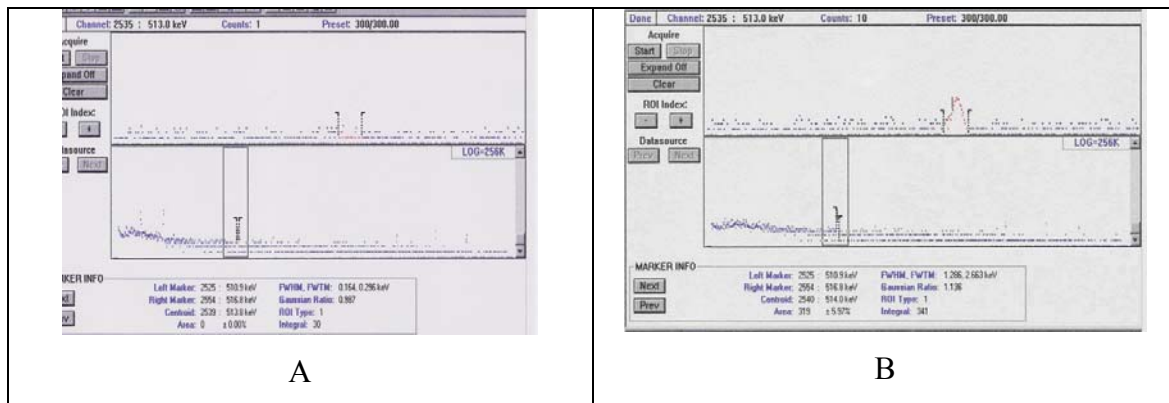 Channel: 2535 : 513.0 keV Counts: 1 Preset: 300/300.00
Acquire
Stop
Expand Off
Clear
ROI Index:
+
Datasource
Next
LOG=256K
MARKER INFO
Left Marker: 2525 : 510.9 keV FWHM, FWTM: 0.164, 0.296 keV
Right Marker: 2554 : 516.8 keV Gaussian Ratio: 0.987
Centroid: 2539 : 513.8 keV ROI Type: 1
Area: 0 ± 0.00% Integral: 30
A
Done Channel: 2535 : 513.0 keV Counts: 10 Preset: 300/300.00
Acquire
Start Stop
Expand Off
Clear
ROI Index:
- +
Datasource
Prev Next
LOG=256K
MARKER INFO
Next
Prev
Left Marker: 2525 : 510.9 keV FWHM, FWTM: 1.286, 2.663 keV
Right Marker: 2554 : 516.8 keV Gaussian Ratio: 1.136
Centroid: 2540 : 514.0 keV ROI Type: 1
Area: 319 ± 5.97% Integral: 341
B